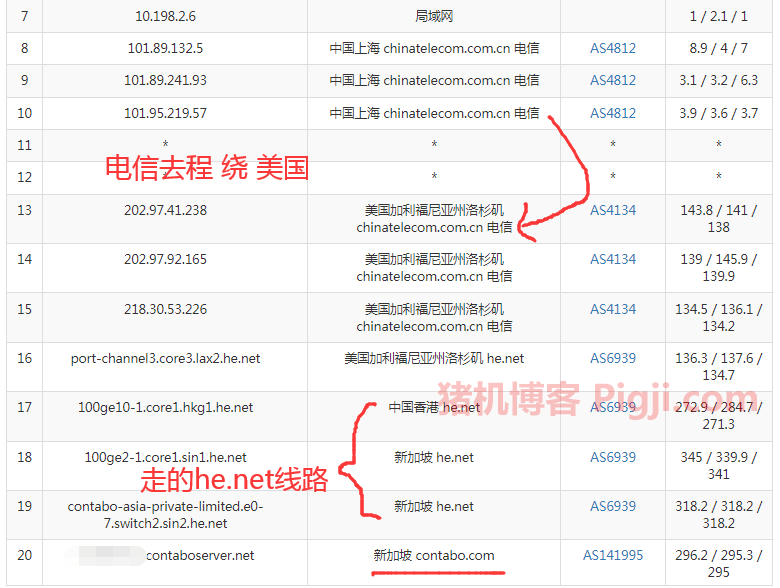 7 10.198.2.6 局域网 1 / 2.1 / 1
8 101.89.132.5 中国上海 chinatelecom.com.cn 电信 AS4812 8.9 / 4 / 7
9 101.89.241.93 中国上海 chinatelecom.com.cn 电信 AS4812 3.1 / 3.2 / 6.3
10 101.95.219.57 中国上海 chinatelecom.com.cn 电信 AS4812 3.9 / 3.6 / 3.7
11 * * * *
电信去程 绕 美国
12 * * * *
13 202.97.41.238 美国加利福尼亚州洛杉矶 AS4134 143.8 / 141 /
chinatelecom.com.cn 电信 138
14 202.97.92.165 美国加利福尼亚州洛杉矶 AS4134 139 / 145.9 /
chinatelecom.com.cn 电信 139.9
15 218.30.53.226 美国加利福尼亚州洛杉矶 AS4134 134.5 / 136.1 /
chinatelecom.com.cn 电信 134.2
16 port-channel3.core3.lax2.he.net 美国加利福尼亚州洛杉矶 he.net AS6939 136.3 / 137.6 /
134.7
猪机博客 Pigji.com
17 100ge10-1.core1.hkg1.he.net 中国香港 he.net AS6939 272.9 / 284.7 /
271.3
18 100ge2-1.core1.sin1.he.net 新加坡 he.net AS6939 345 / 339.9 /
341
走的he.net线路
19 contabo-asia-private-limited.e0- 新加坡 he.net AS6939 318.2 / 318.2 /
7.switch2.sin2.he.net 318.2
20 contaboserver.net 新加坡 contabo.com AS141995 296.2 / 295.3 /
295